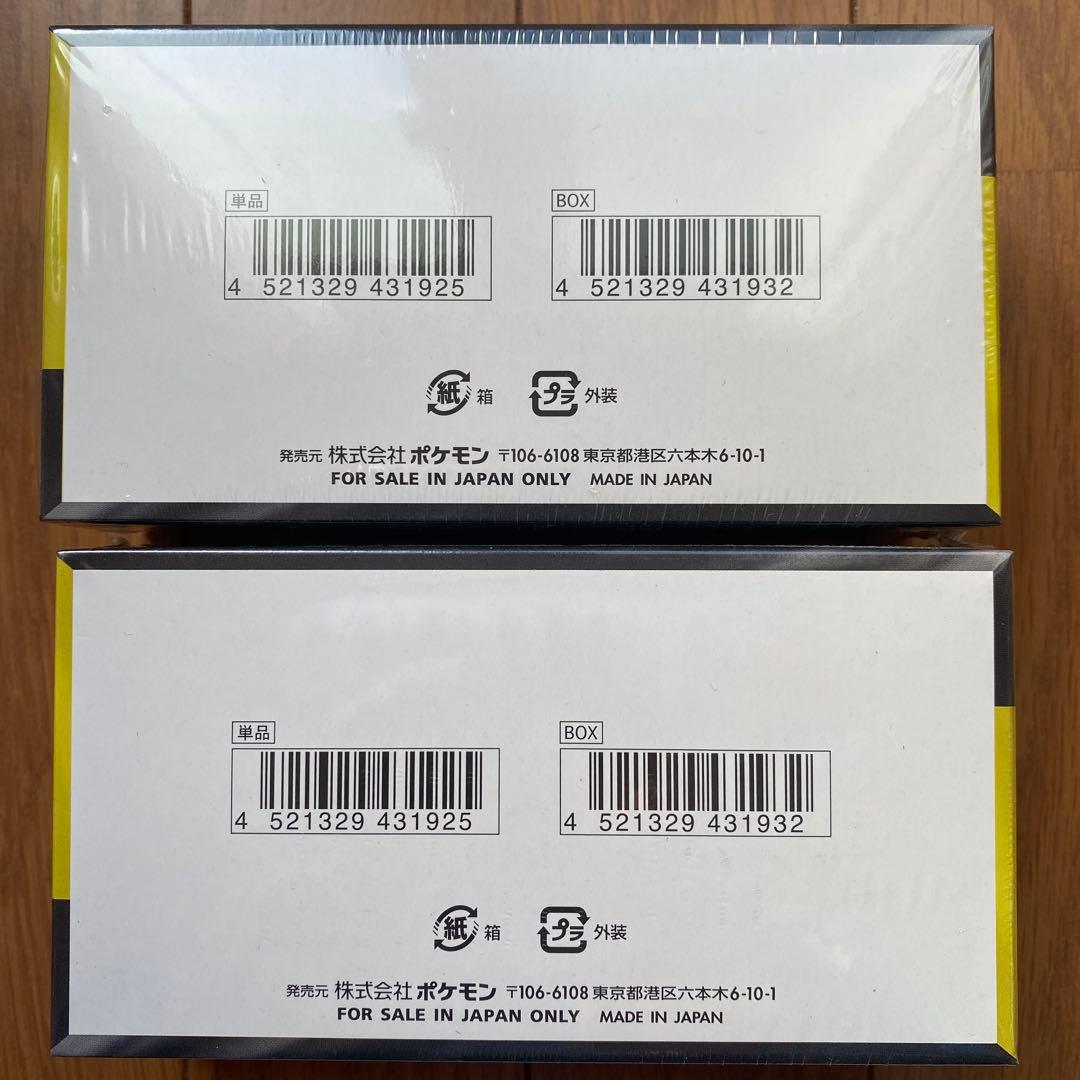 単品
BOX
4 521329 431925
4 521329 431932
紙 箱
プラ 外装
発売元 株式会社 ポケモン 〒106-6108 東京都港区六本木6-10-1
FOR SALE IN JAPAN ONLY MADE IN JAPAN
単品
BOX
4 521329 431925
4 521329 431932
紙 箱
プラ 外装
発売元 株式会社 ポケモン 〒106-6108 東京都港区六本木6-10-1
FOR SALE IN JAPAN ONLY MADE IN JAPAN